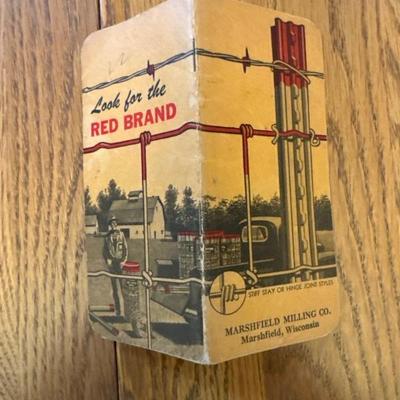 Look for the
RED BRAND
STIFF STAY OR HINGE JOINT STYLES
MARSHFIELD MILLING CO.
Marshfield, Wisconsin